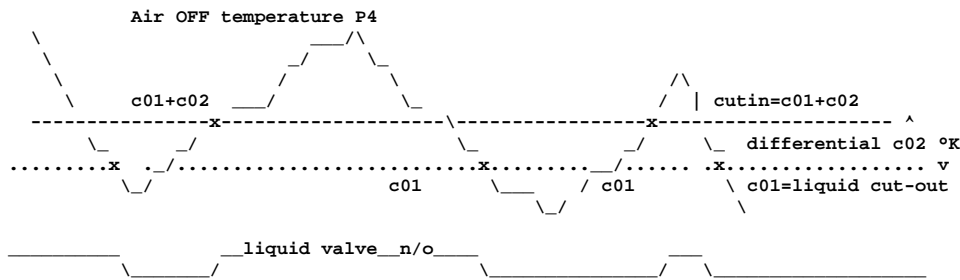 Air OFF temperature P4
c01+c02
cutin=c01+c02
x x
differential c02 ºK
x x x v
c01 c01 c01=liquid cut-out
liquid valve n/o